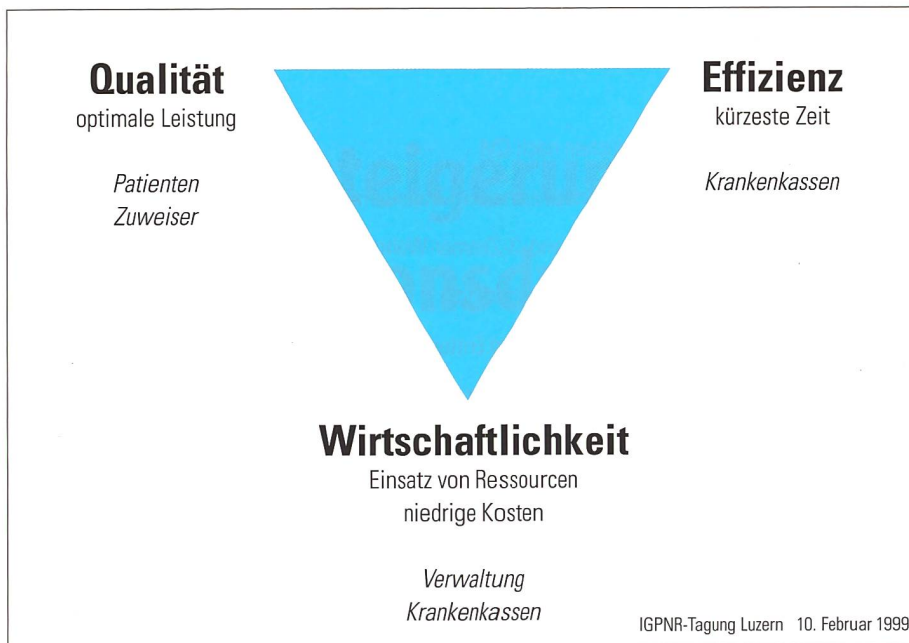 Qualität
optimale Leistung
Patienten
Zuweiser
Effizienz
kürzeste Zeit
Krankenkassen
Wirtschaftlichkeit
Einsatz von Ressourcen
niedrige Kosten
Verwaltung
Krankenkassen
IGPNR-Tagung Luzern 10. Februar 1999